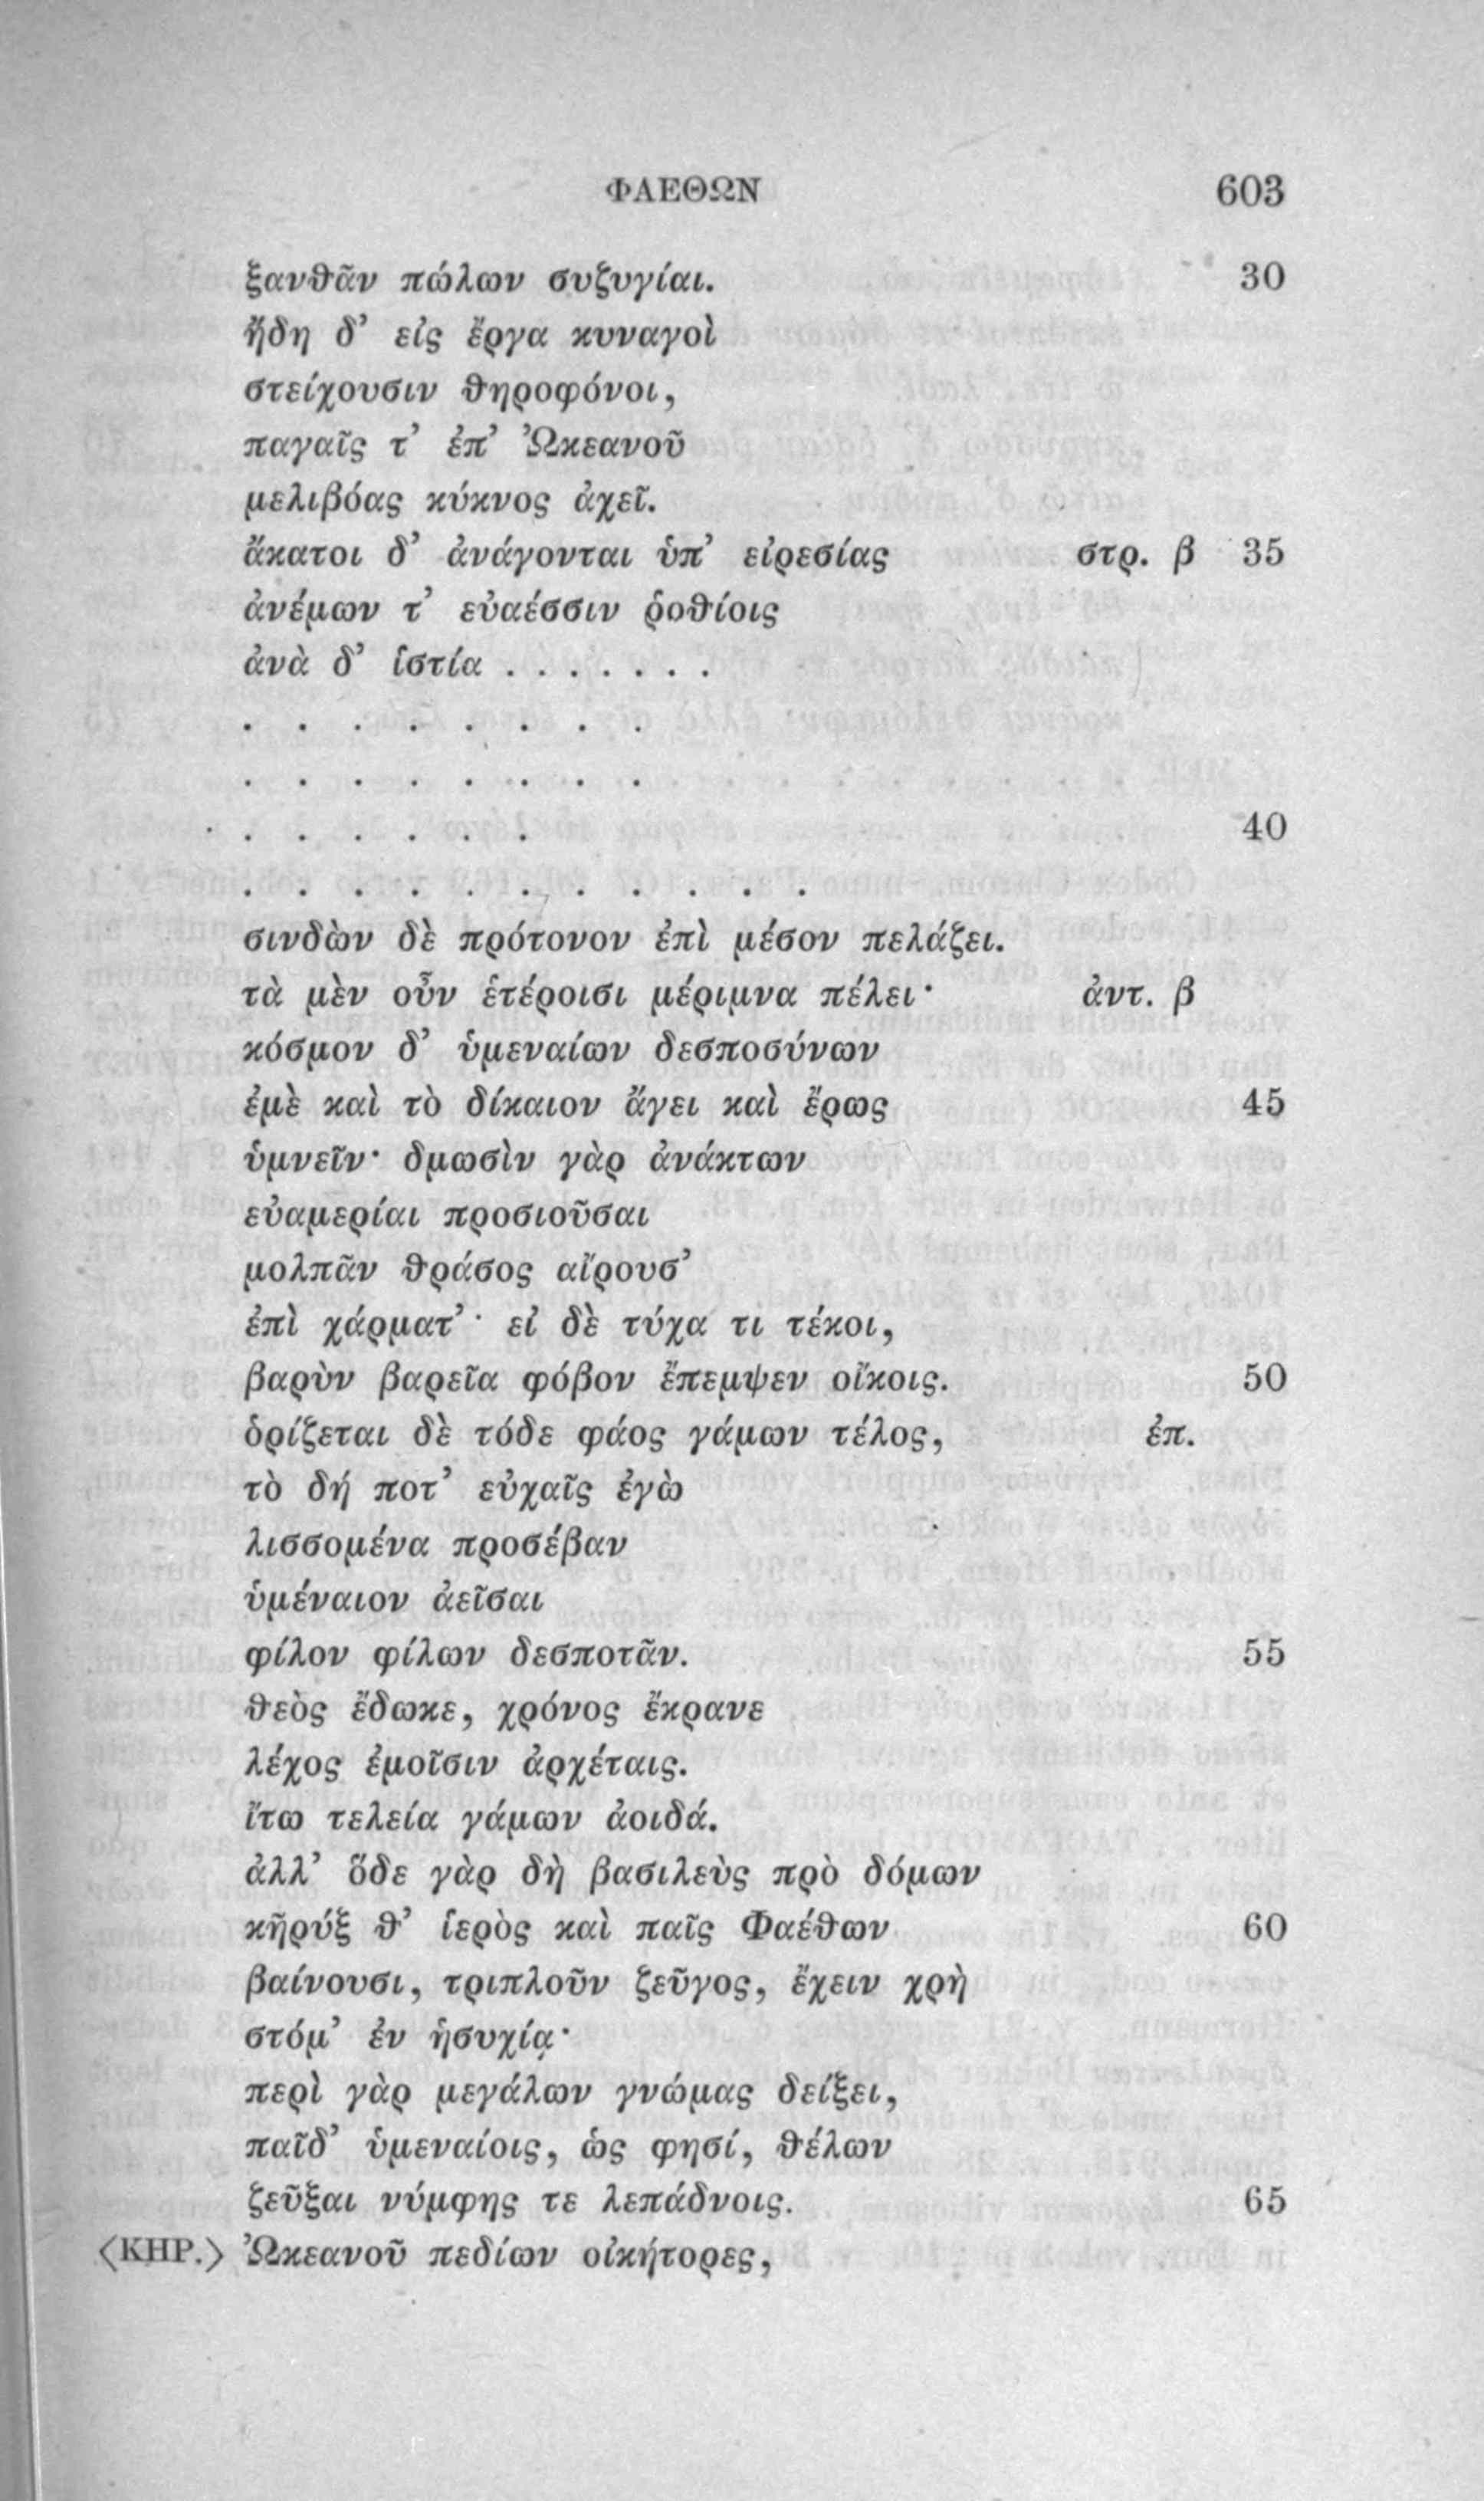 ΦΑΕΘΩΝ 603
ξανθᾶν πώλων συζυγίαι. 30
ἤδη δ’ εἰς ἔργα κυναγοὶ
στείχουσιν θηροφόνοι,
παγαῖς τ’ ἐπ’ Ὠκεανοῦ
μελιβόας κύκνος ἀχεῖ.
ἄκατοι δ’ ἀνάγονται ὑπ’ εἰρεσίας στρ. β 35
ἀνέμων τ’ εὐαέσσιν ῥοθίοις
ἀνὰ δ’ ἱστία . . . . . . .
. . . . . . . .
. . . . . . . .
. . . . . . 40
. . . . . . . . . . .
σινδὼν δὲ πρότονον ἐπὶ μέσον πελάζει.
τὰ μὲν οὖν ἑτέροισι μέριμνα πέλει· ἀντ. β
κόσμον δ’ ὑμεναίων δεσποσύνων
ἐμὲ καὶ τὸ δίκαιον ἄγει καὶ ἔρως 45
ὑμνεῖν· δμωσὶν γὰρ ἀνάκτων
εὐαμερίαι προσιοῦσαι
μολπᾶν θράσος αἴρουσ’
ἐπὶ χάρματ’· εἰ δὲ τύχα τι τέκοι,
βαρὺν βαρεῖα φόβον ἔπεμψεν οἴκοις. 50
ὁρίζεται δὲ τόδε φάος γάμων τέλος, ἐπ.
τὸ δή ποτ’ εὐχαῖς ἐγὼ
λισσομένα προσέβαν
ὑμέναιον ἀεῖσαι
φίλον φίλων δεσποτᾶν. 55
θεὸς ἔδωκε, χρόνος ἔκρανε
λέχος ἐμοῖσιν ἀρχέταις.
ἴτω τελεία γάμων ἀοιδά.
ἀλλ’ ὅδε γὰρ δὴ βασιλεὺς πρὸ δόμων
κῆρύξ θ’ ἱερὸς καὶ παῖς Φαέθων 60
βαίνουσι, τριπλοῦν ζεῦγος, ἔχειν χρὴ
στόμ’ ἐν ἡσυχίᾳ·
περὶ γὰρ μεγάλων γνώμας δείξει,
παῖδ’ ὑμεναίοις, ὥς φησί, θέλων
ζεῦξαι νύμφης τε λεπάδνοις. 65
⟨ΚΗΡ.⟩ Ὠκεανοῦ πεδίων οἰκήτορες,